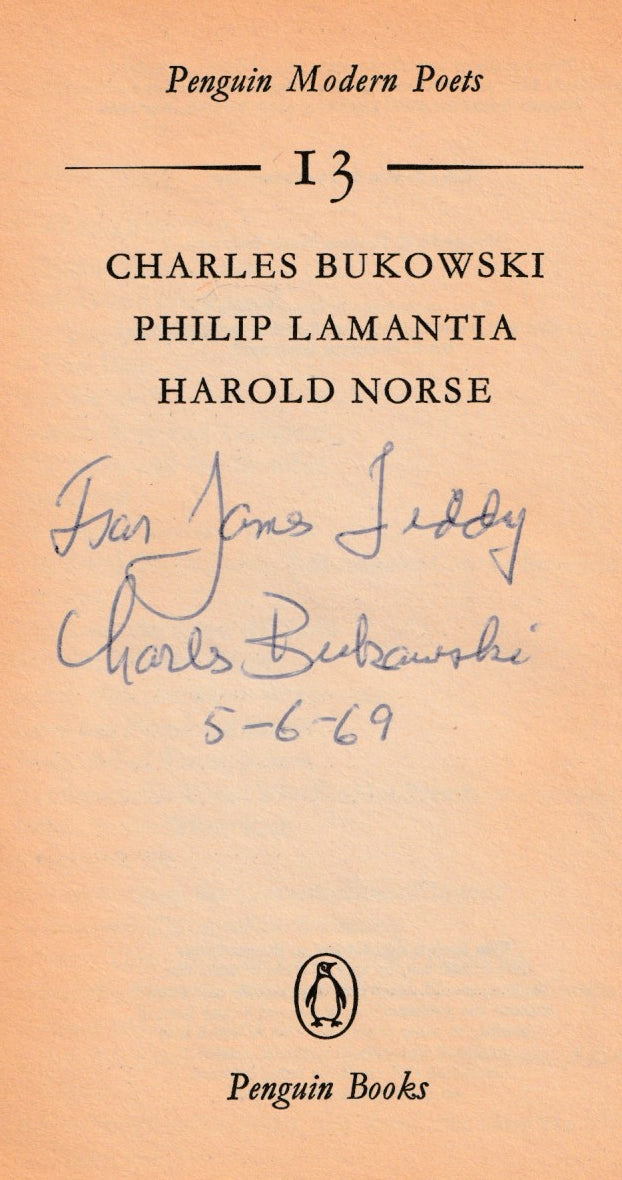 Penguin Modern Poets
13
CHARLES BUKOWSKI
PHILIP LAMANTIA
HAROLD NORSE
For James
Charles Bukowski
5-6-69
Penguin Books